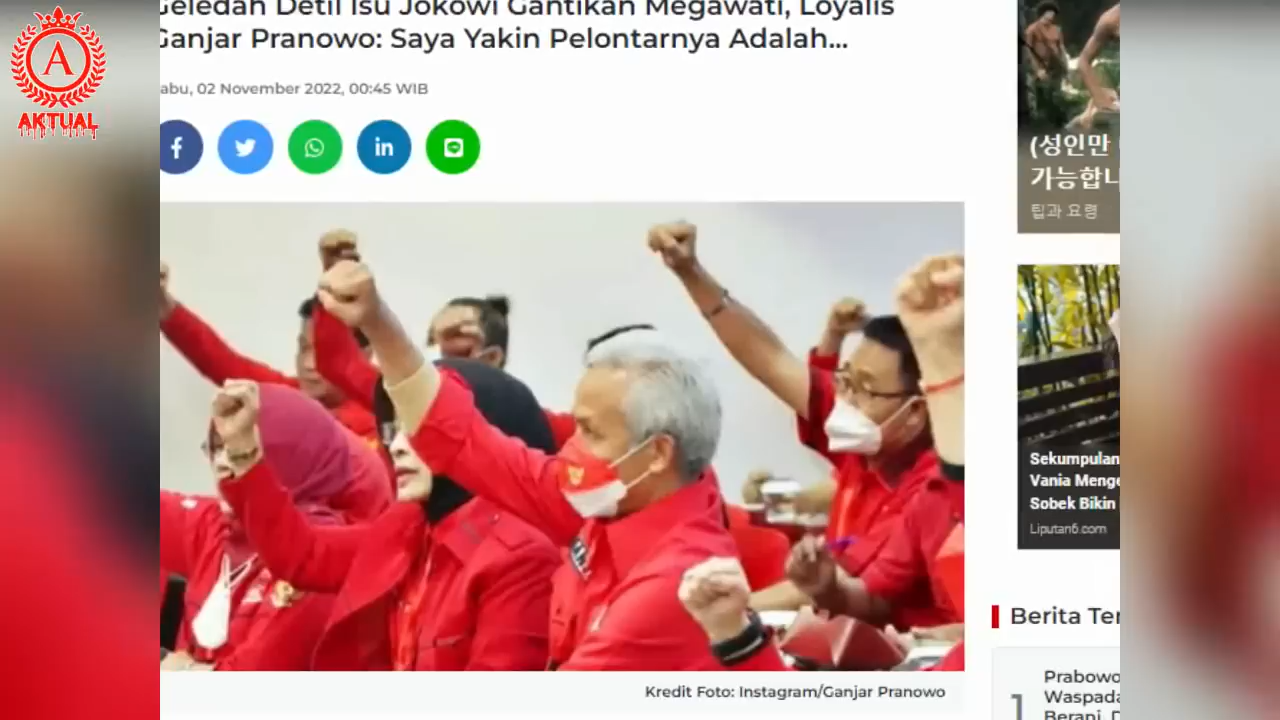 A
AKTUAL
Geledah Detil Isu Jokowi Gantikan Megawati, Loyalis
Ganjar Pranowo: Saya Yakin Pelontarnya Adalah...
abu, 02 November 2022, 00:45 WIB
(성인만
가능합니
팁과 요령
Sekumpulan
Vania Menge
Sobek Bikin
Liputan6.com
Kredit Foto: Instagram/Ganjar Pranowo
Berita Ter
1
Prabowo
Waspada
Berani, D